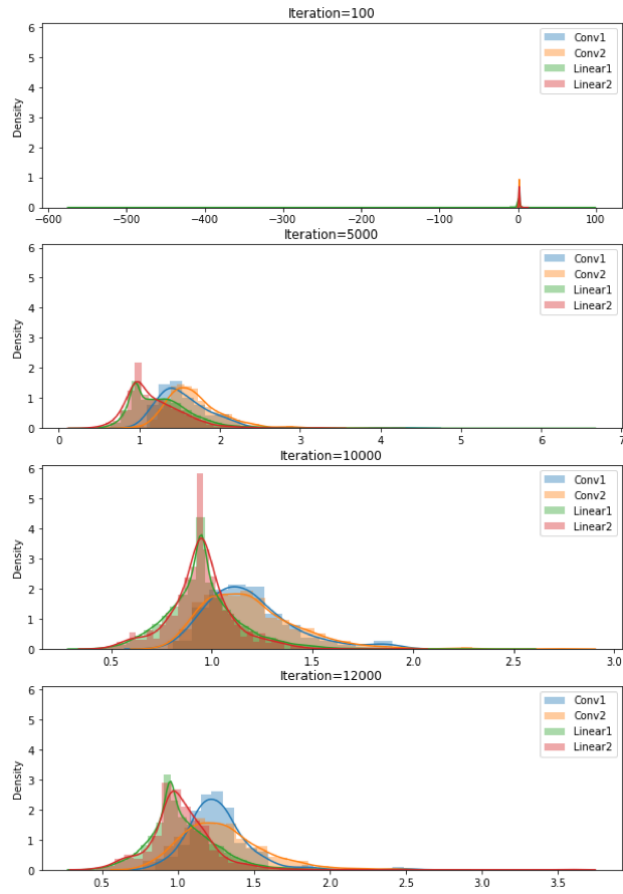 Iteration=100
6
5
4
3
2
1
0
Density
Conv1
Conv2
Linear1
Linear2
−600 −500 −400 −300 −200 −100 0 100
Iteration=5000
6
5
4
3
2
1
0
Density
Conv1
Conv2
Linear1
Linear2
0 1 2 3 4 5 6 7
Iteration=10000
6
5
4
3
2
1
0
Density
Conv1
Conv2
Linear1
Linear2
0.5 1.0 1.5 2.0 2.5 3.0
Iteration=12000
6
5
4
3
2
1
0
Density
Conv1
Conv2
Linear1
Linear2
0.5 1.0 1.5 2.0 2.5 3.0 3.5